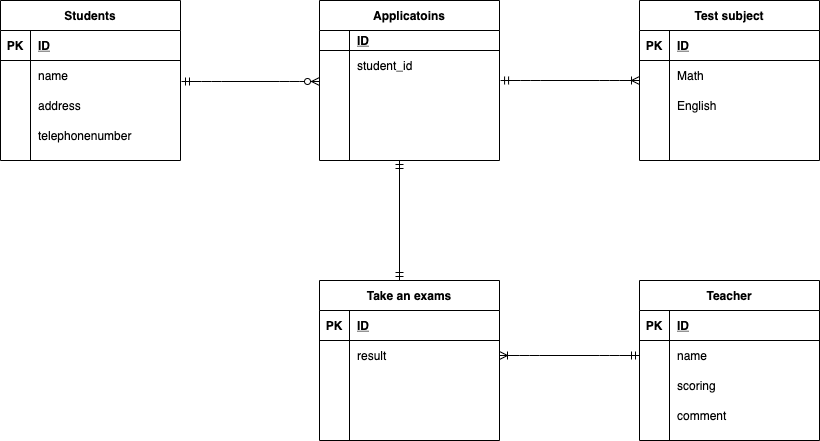 Students
PK ID
name
address
telephonenumber
Applicatoins
ID
student_id
Test subject
PK ID
Math
English
Take an exams
PK ID
result
Teacher
PK ID
name
scoring
comment